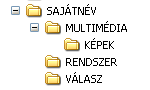 SAJÁTNÉV
MULTIMÉDIA
KÉPEK
RENDSZER
VÁLASZ